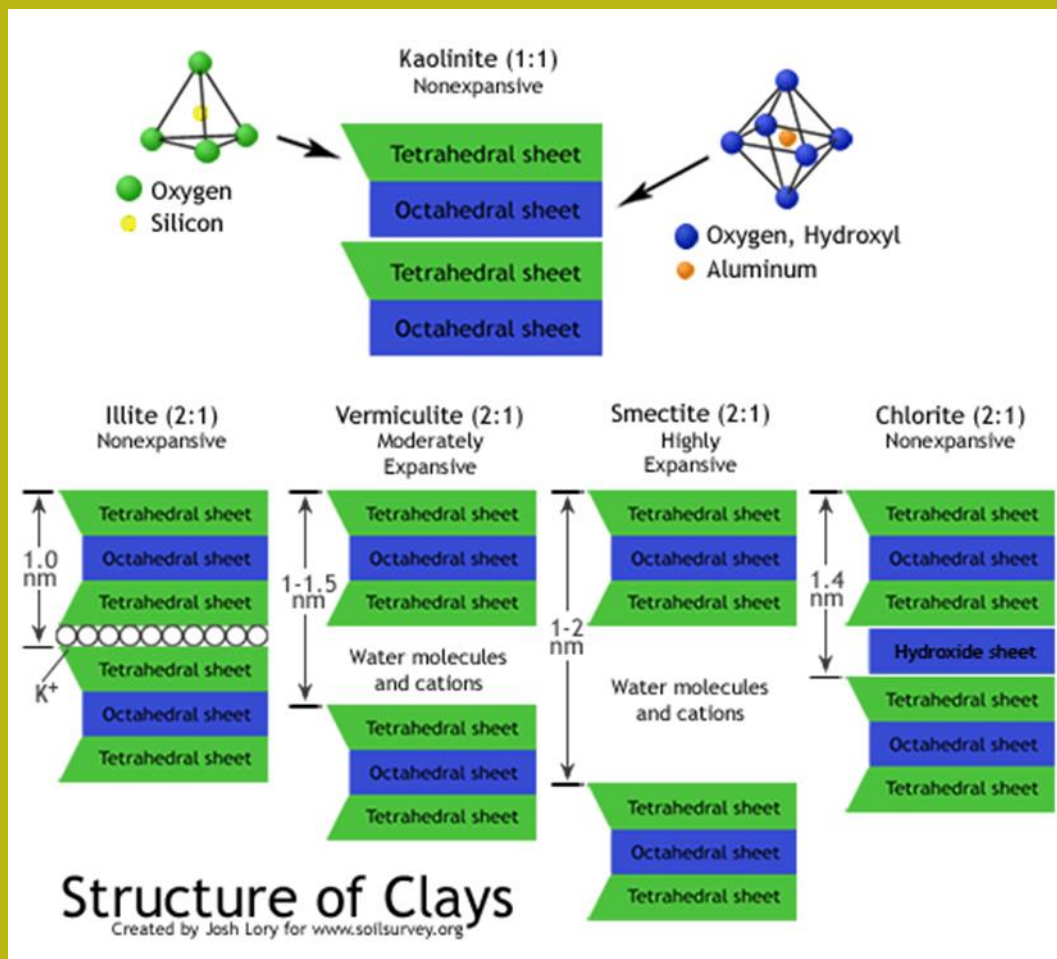 Kaolinite (1:1)
Nonexpansive
Tetrahedral sheet
Octahedral sheet
Tetrahedral sheet
Octahedral sheet
Oxygen
Silicon
Oxygen, Hydroxyl
Aluminum
Illite (2:1)
Nonexpansive
1.0
nm
Tetrahedral sheet
Octahedral sheet
Tetrahedral sheet
K+
Tetrahedral sheet
Octahedral sheet
Tetrahedral sheet
Vermiculite (2:1)
Moderately
Expansive
1-1.5
nm
Tetrahedral sheet
Octahedral sheet
Tetrahedral sheet
Water molecules
and cations
Tetrahedral sheet
Octahedral sheet
Tetrahedral sheet
Smectite (2:1)
Highly
Expansive
1-2
nm
Tetrahedral sheet
Octahedral sheet
Tetrahedral sheet
Water molecules
and cations
Tetrahedral sheet
Octahedral sheet
Tetrahedral sheet
Chlorite (2:1)
Nonexpansive
1.4
nm
Tetrahedral sheet
Octahedral sheet
Tetrahedral sheet
Hydroxide sheet
Tetrahedral sheet
Octahedral sheet
Tetrahedral sheet
Structure of Clays
Created by Josh Lory for www.soilsurvey.org